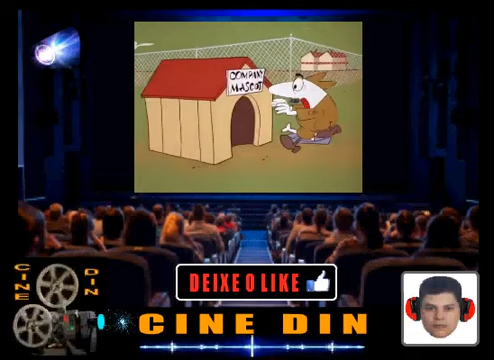 COMPANY
MASCOT
CINE
DIN
DEIXE O LIKE
CINE DIN